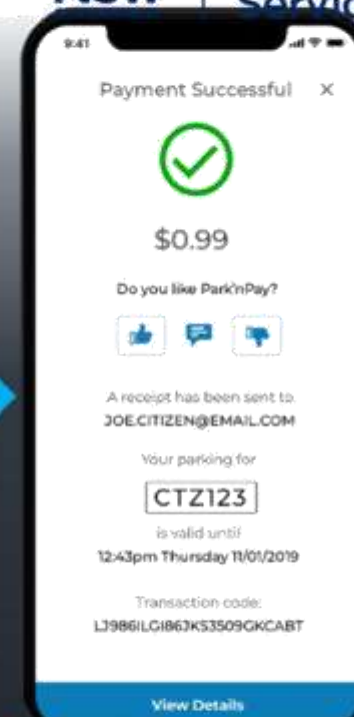 9:41
Payment Successful ×
$0.99
Do you like Park'nPay?
A receipt has been sent to
JOE.CITIZEN@EMAIL.COM
Your parking for
CTZ123
is valid until
12:43pm Thursday 11/01/2019
Transaction code:
View Details